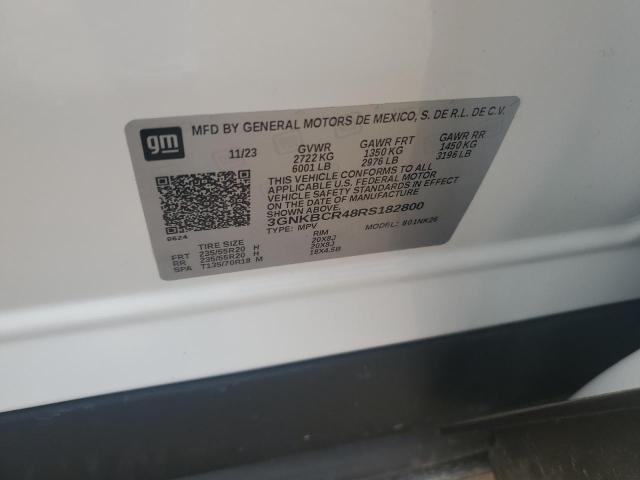 gm
MFD BY GENERAL MOTORS DE MEXICO, S. DE R.L. DE C.V.
11/23 GVWR GAWR FRT GAWR RR
2722 KG 1350 KG 1450 KG
6001 LB 2976 LB 3196 LB
THIS VEHICLE CONFORMS TO ALL
APPLICABLE U.S. FEDERAL MOTOR
VEHICLE SAFETY STANDARDS IN EFFECT
ON THE DATE OF MANUFACTURE SHOWN ABOVE
3GNKBCR48RS182800
0624
TYPE: MPV MODEL: 801NK26
TIRE SIZE RIM
FRT 235/55R20 H 20X8J
RR 235/55R20 H 20X8J
SPA T135/70R18 M 18X4.5B